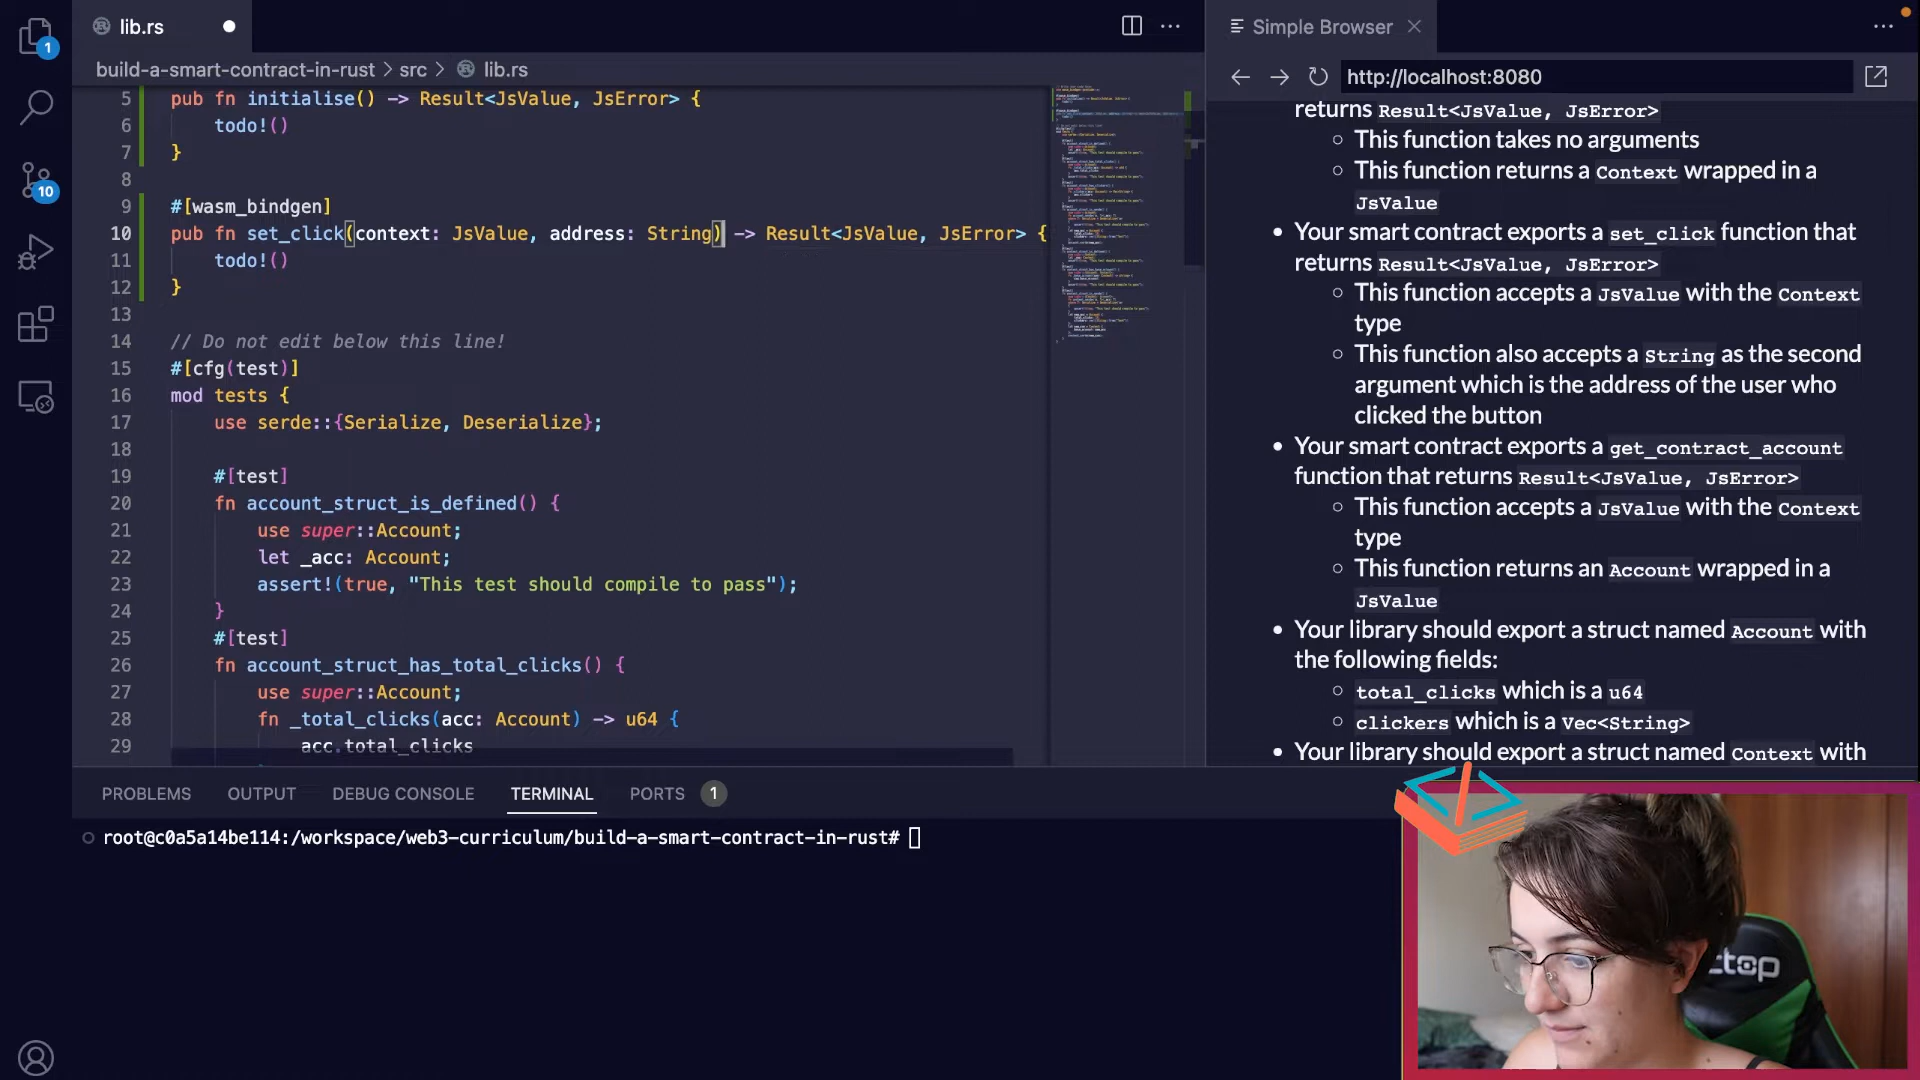 lib.rs
Simple Browser
build-a-smart-contract-in-rust > src > lib.rs
http://localhost:8080
5 pub fn initialise() -> Result<JsValue, JsError> {
6 todo!()
7 }
8
9 #[wasm_bindgen]
10 pub fn set_click(context: JsValue, address: String) -> Result<JsValue, JsError> {
11 todo!()
12 }
13
14 // Do not edit below this line!
15 #[cfg(test)]
16 mod tests {
17 use serde::{Serialize, Deserialize};
18
19 #[test]
20 fn account_struct_is_defined() {
21 use super::Account;
22 let _acc: Account;
23 assert!(true, "This test should compile to pass");
24 }
25 #[test]
26 fn account_struct_has_total_clicks() {
27 use super::Account;
28 fn _total_clicks(acc: Account) -> u64 {
29 acc.total_clicks
returns Result<JsValue, JsError>
This function takes no arguments
This function returns a Context wrapped in a
JsValue
Your smart contract exports a set_click function that
returns Result<JsValue, JsError>
This function accepts a JsValue with the Context
type
This function also accepts a String as the second
argument which is the address of the user who
clicked the button
Your smart contract exports a get_contract_account
function that returns Result<JsValue, JsError>
This function accepts a JsValue with the Context
type
This function returns an Account wrapped in a
JsValue
Your library should export a struct named Account with
the following fields:
total_clicks which is a u64
clickers which is a Vec<String>
Your library should export a struct named Context with
1
10
PROBLEMS OUTPUT DEBUG CONSOLE TERMINAL PORTS 1
root@c0a5a14be114:/workspace/web3-curriculum/build-a-smart-contract-in-rust#